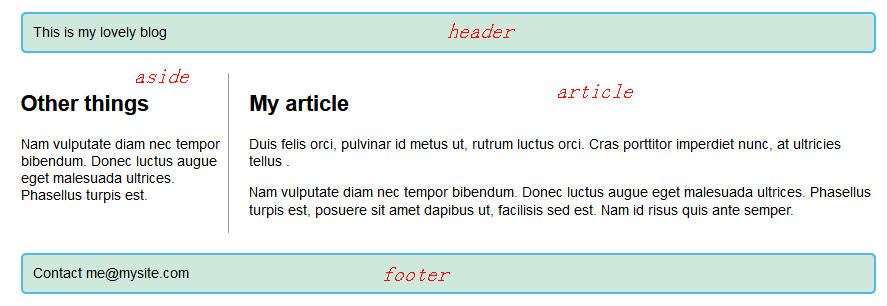 This is my lovely blog
header
aside
Other things
Nam vulputate diam nec tempor
bibendum. Donec luctus augue
eget malesuada ultrices.
Phasellus turpis est.
article
My article
Duis felis orci, pulvinar id metus ut, rutrum luctus orci. Cras porttitor imperdiet nunc, at ultricies
tellus .
Nam vulputate diam nec tempor bibendum. Donec luctus augue eget malesuada ultrices. Phasellus
turpis est, posuere sit amet dapibus ut, facilisis sed est. Nam id risus quis ante semper.
Contact me@mysite.com
footer